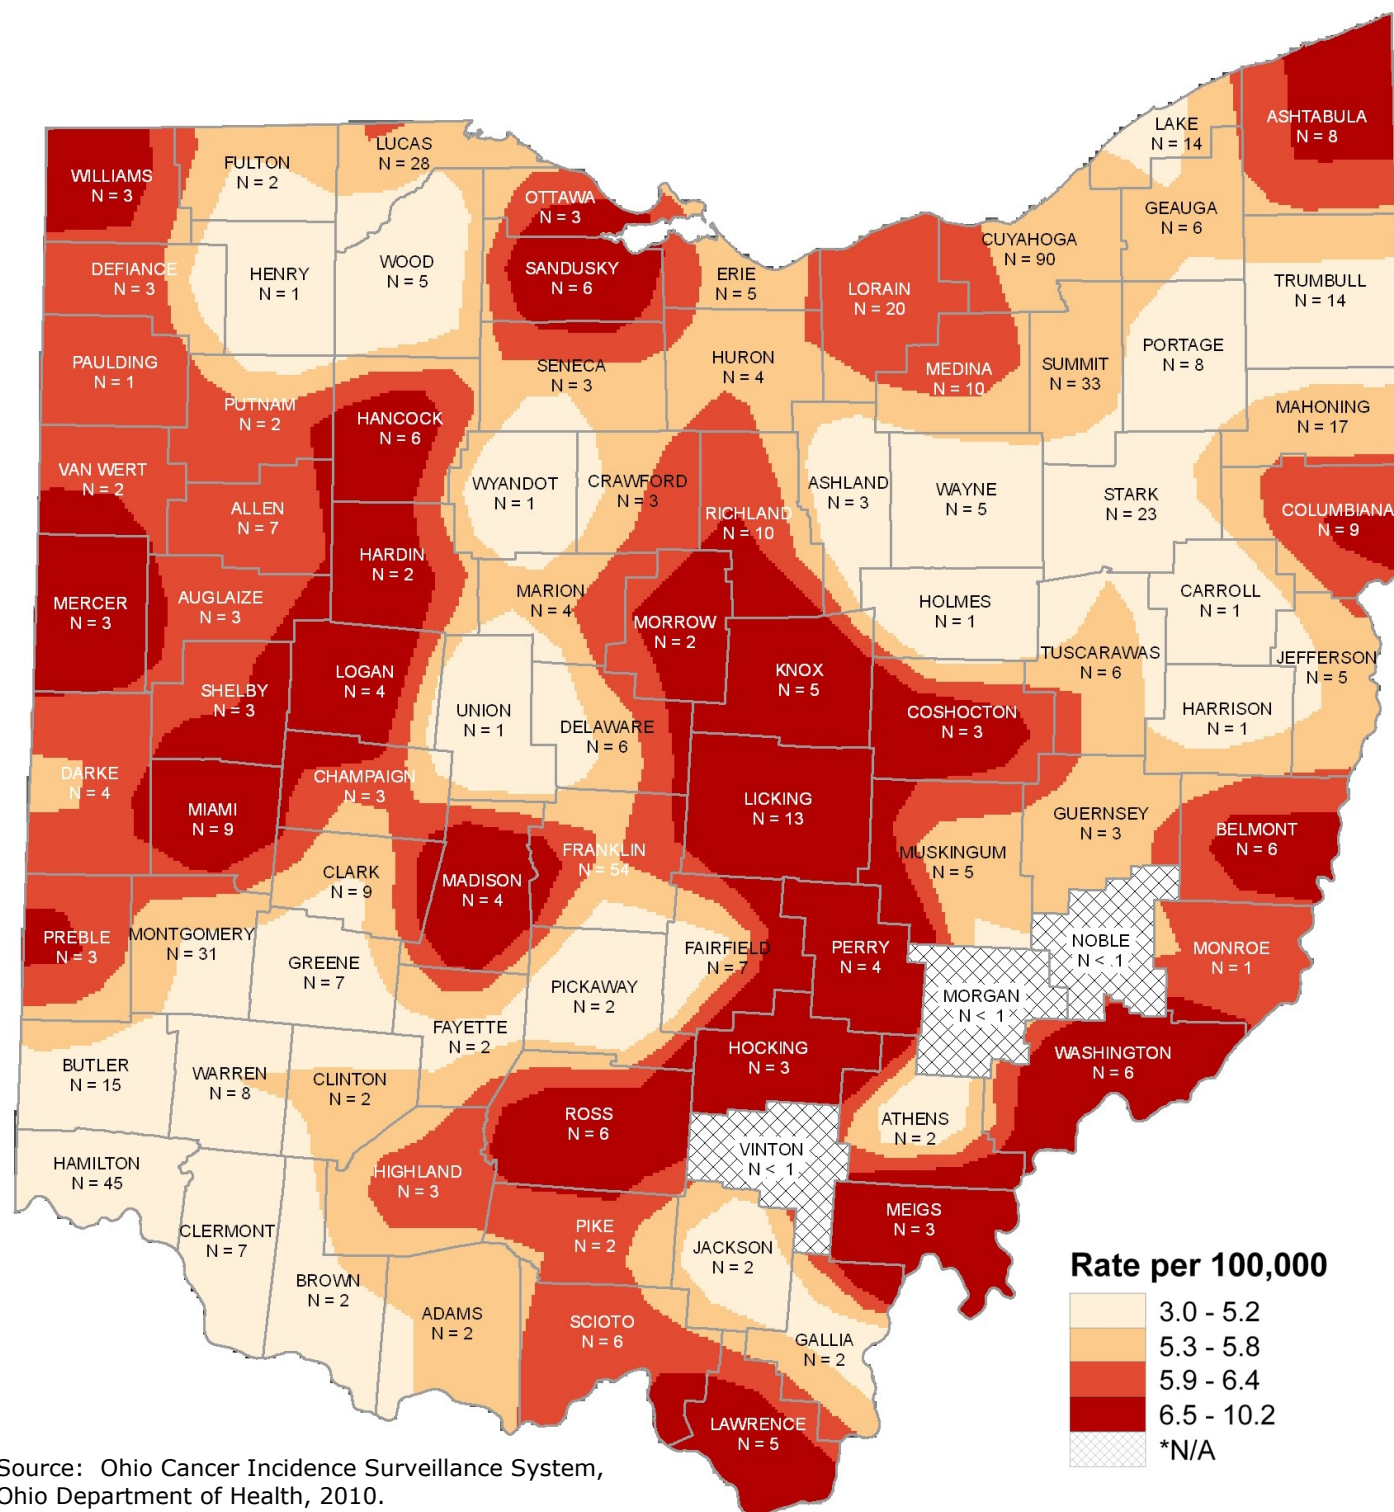 LAKE
N = 14
ASHTABULA
N = 8
LUCAS
N = 28
FULTON
N = 2
WILLIAMS
N = 3
OTTAWA
N = 3
GEAUGA
N = 6
CUYAHOGA
N = 90
DEFIANCE
N = 3
HENRY
N = 1
WOOD
N = 5
SANDUSKY
N = 6
ERIE
N = 5
LORAIN
N = 20
TRUMBULL
N = 14
PAULDING
N = 1
SENECA
N = 3
HURON
N = 4
MEDINA
N = 10
SUMMIT
N = 33
PORTAGE
N = 8
PUTNAM
N = 2
HANCOCK
N = 6
MAHONING
N = 17
VAN WERT
N = 2
ALLEN
N = 7
WYANDOT
N = 1
CRAWFORD
N = 3
RICHLAND
N = 10
ASHLAND
N = 3
WAYNE
N = 5
STARK
N = 23
COLUMBIANA
N = 9
HARDIN
N = 2
MERCER
N = 3
AUGLAIZE
N = 3
MARION
N = 4
MORROW
N = 2
HOLMES
N = 1
CARROLL
N = 1
TUSCARAWAS
N = 6
JEFFERSON
N = 5
LOGAN
N = 4
SHELBY
N = 3
KNOX
N = 5
UNION
N = 1
DELAWARE
N = 6
COSHOCTON
N = 3
HARRISON
N = 1
DARKE
N = 4
MIAMI
N = 9
CHAMPAIGN
N = 3
LICKING
N = 13
GUERNSEY
N = 3
BELMONT
N = 6
CLARK
N = 9
MADISON
N = 4
FRANKLIN
N = 54
MUSKINGUM
N = 5
PREBLE
N = 3
MONTGOMERY
N = 31
GREENE
N = 7
PICKAWAY
N = 2
FAIRFIELD
N = 7
PERRY
N = 4
MORGAN
N < 1
NOBLE
N < .1
MONROE
N = 1
BUTLER
N = 15
WARREN
N = 8
CLINTON
N = 2
FAYETTE
N = 2
HOCKING
N = 3
WASHINGTON
N = 6
ROSS
N = 6
ATHENS
N = 2
HAMILTON
N = 45
HIGHLAND
N = 3
VINTON
N < 1
CLERMONT
N = 7
PIKE
N = 2
JACKSON
N = 2
MEIGS
N = 3
BROWN
N = 2
ADAMS
N = 2
SCIOTO
N = 6
GALLIA
N = 2
LAWRENCE
N = 5
Rate per 100,000
3.0 - 5.2
5.3 - 5.8
5.9 - 6.4
6.5 - 10.2
*N/A
Source: Ohio Cancer Incidence Surveillance System,
Ohio Department of Health, 2010.